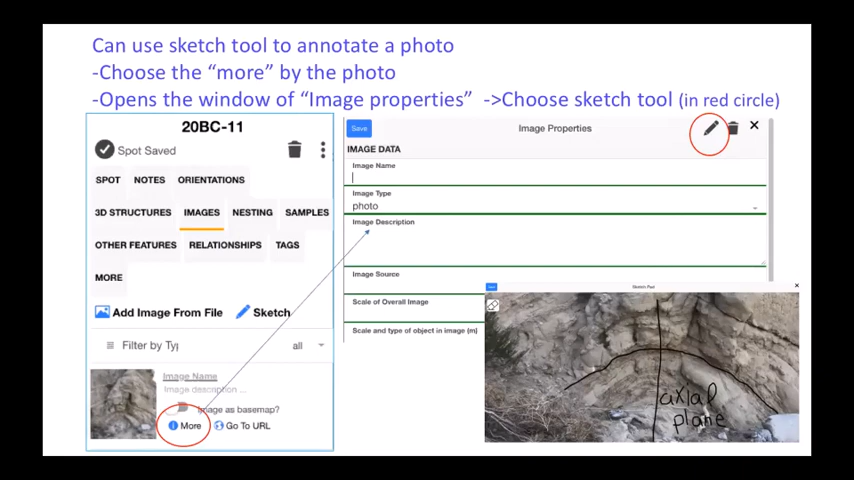 Can use sketch tool to annotate a photo
-Choose the “more” by the photo
-Opens the window of “Image properties” ->Choose sketch tool (in red circle)
20BC-11
Spot Saved
SPOT NOTES ORIENTATIONS
3D STRUCTURES IMAGES NESTING SAMPLES
OTHER FEATURES RELATIONSHIPS TAGS
MORE
Add Image From File Sketch
Filter by Typ all
Image Name
Image description ...
Image as basemap?
More Go To URL
Save Image Properties
IMAGE DATA
Image Name
Image Type
photo
Image Description
Image Source
Scale of Overall Image
Scale and type of object in image (m)
Sketch Pad
axial
plane